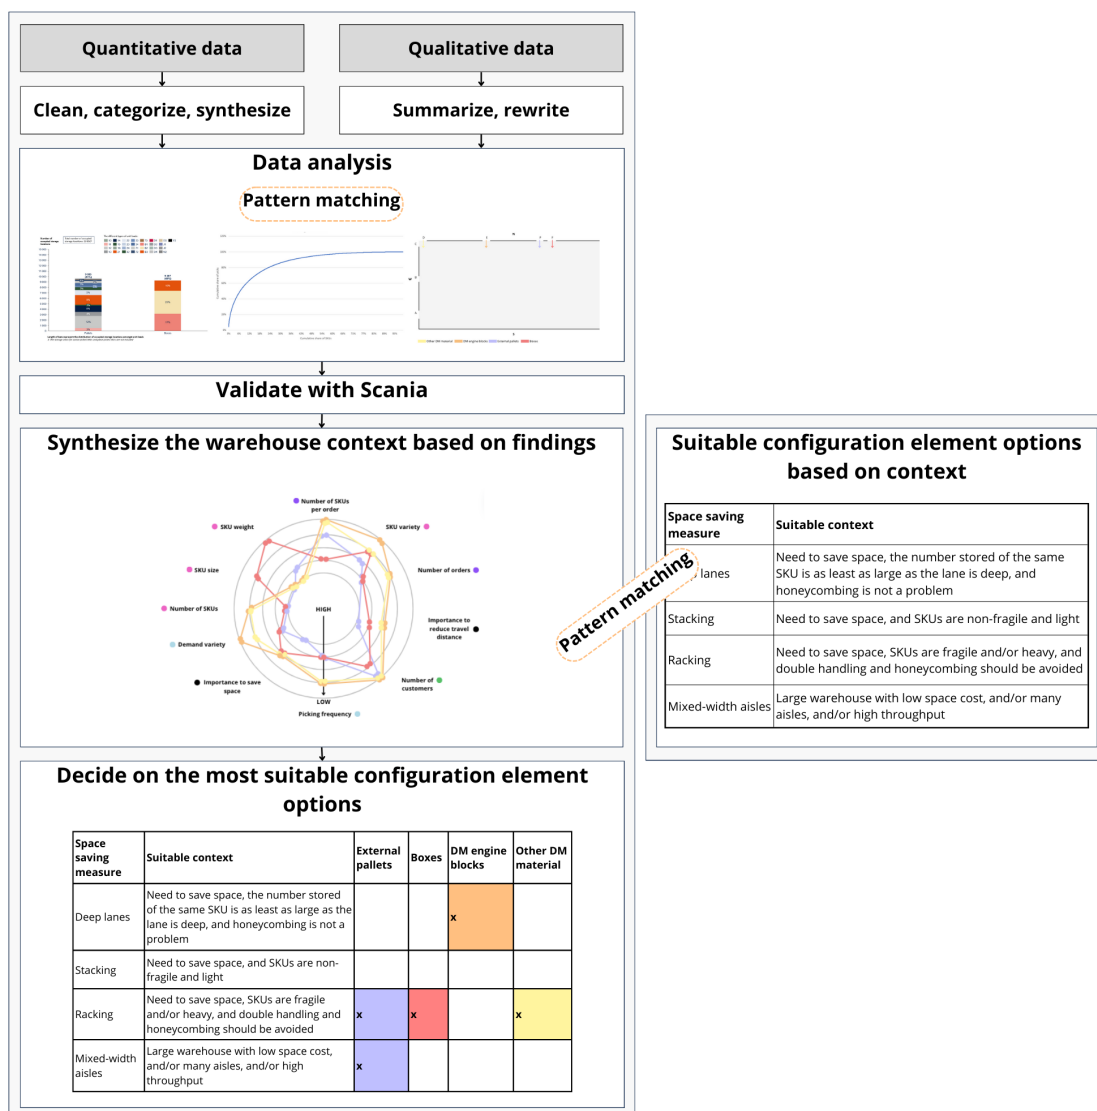 Quantitative data
Qualitative data
Clean, categorize, synthesize
Summarize, rewrite
Data analysis
Pattern matching
Other DM material
DM engine blocks
External pallets
Boxes
Validate with Scania
Synthesize the warehouse context based on findings
Number of SKUs
per order
SKU weight
SKU variety
SKU size
Number of orders
Number of SKUs
HIGH
Importance to
reduce travel
distance
Demand variety
Importance to save
space
Number of
customers
LOW
Picking frequency
Decide on the most suitable configuration element
options
Space
saving
measure
Suitable context
External
pallets
Boxes
DM engine
blocks
Other DM
material
Deep lanes
Need to save space, the number stored
of the same SKU is as least as large as the
lane is deep, and honeycombing is not a
problem
x
Stacking
Need to save space, and SKUs are non-
fragile and light
Racking
Need to save space, SKUs are fragile
and/or heavy, and double handling and
honeycombing should be avoided
x
x
x
Mixed-width
aisles
Large warehouse with low space cost,
and/or many aisles, and/or high
throughput
x
Suitable configuration element options
based on context
Space saving
measure
Suitable context
Pattern matching
lanes
Need to save space, the number stored of the same
SKU is as least as large as the lane is deep, and
honeycombing is not a problem
Stacking
Need to save space, and SKUs are non-fragile and light
Racking
Need to save space, SKUs are fragile and/or heavy, and
double handling and honeycombing should be avoided
Mixed-width aisles
Large warehouse with low space cost, and/or many
aisles, and/or high throughput